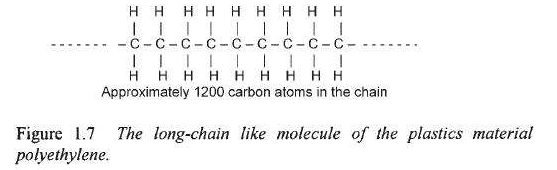 H H H H H H H H H
- C - C - C - C - C - C - C - C - C -
H H H H H H H H H
Approximately 1200 carbon atoms in the chain
Figure 1.7 The long-chain like molecule of the plastics material
polyethylene.